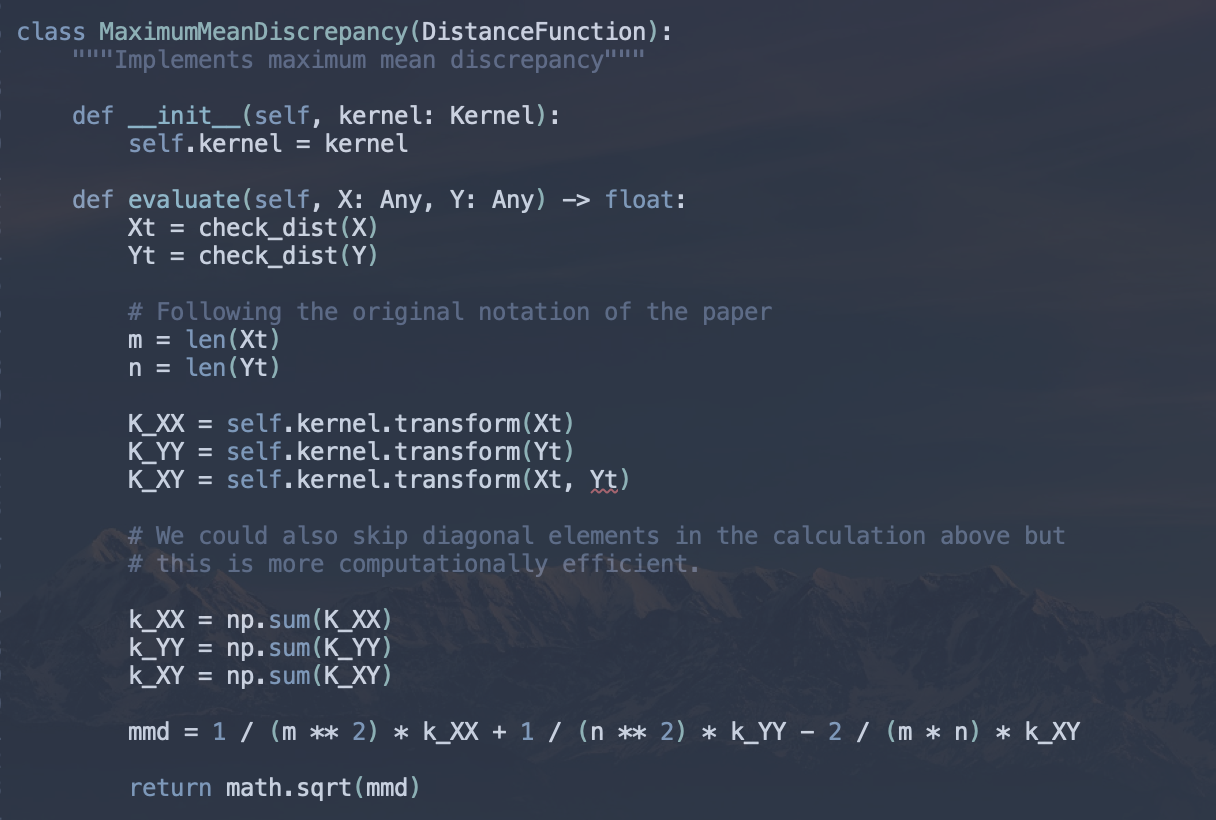 class MaximumMeanDiscrepancy(DistanceFunction):
    """Implements maximum mean discrepancy"""

    def __init__(self, kernel: Kernel):
        self.kernel = kernel

    def evaluate(self, X: Any, Y: Any) -> float:
        Xt = check_dist(X)
        Yt = check_dist(Y)

        # Following the original notation of the paper
        m = len(Xt)
        n = len(Yt)

        K_XX = self.kernel.transform(Xt)
        K_YY = self.kernel.transform(Yt)
        K_XY = self.kernel.transform(Xt, Yt)

        # We could also skip diagonal elements in the calculation above but
        # this is more computationally efficient.

        k_XX = np.sum(K_XX)
        k_YY = np.sum(K_YY)
        k_XY = np.sum(K_XY)

        mmd = 1 / (m ** 2) * k_XX + 1 / (n ** 2) * k_YY - 2 / (m * n) * k_XY

        return math.sqrt(mmd)